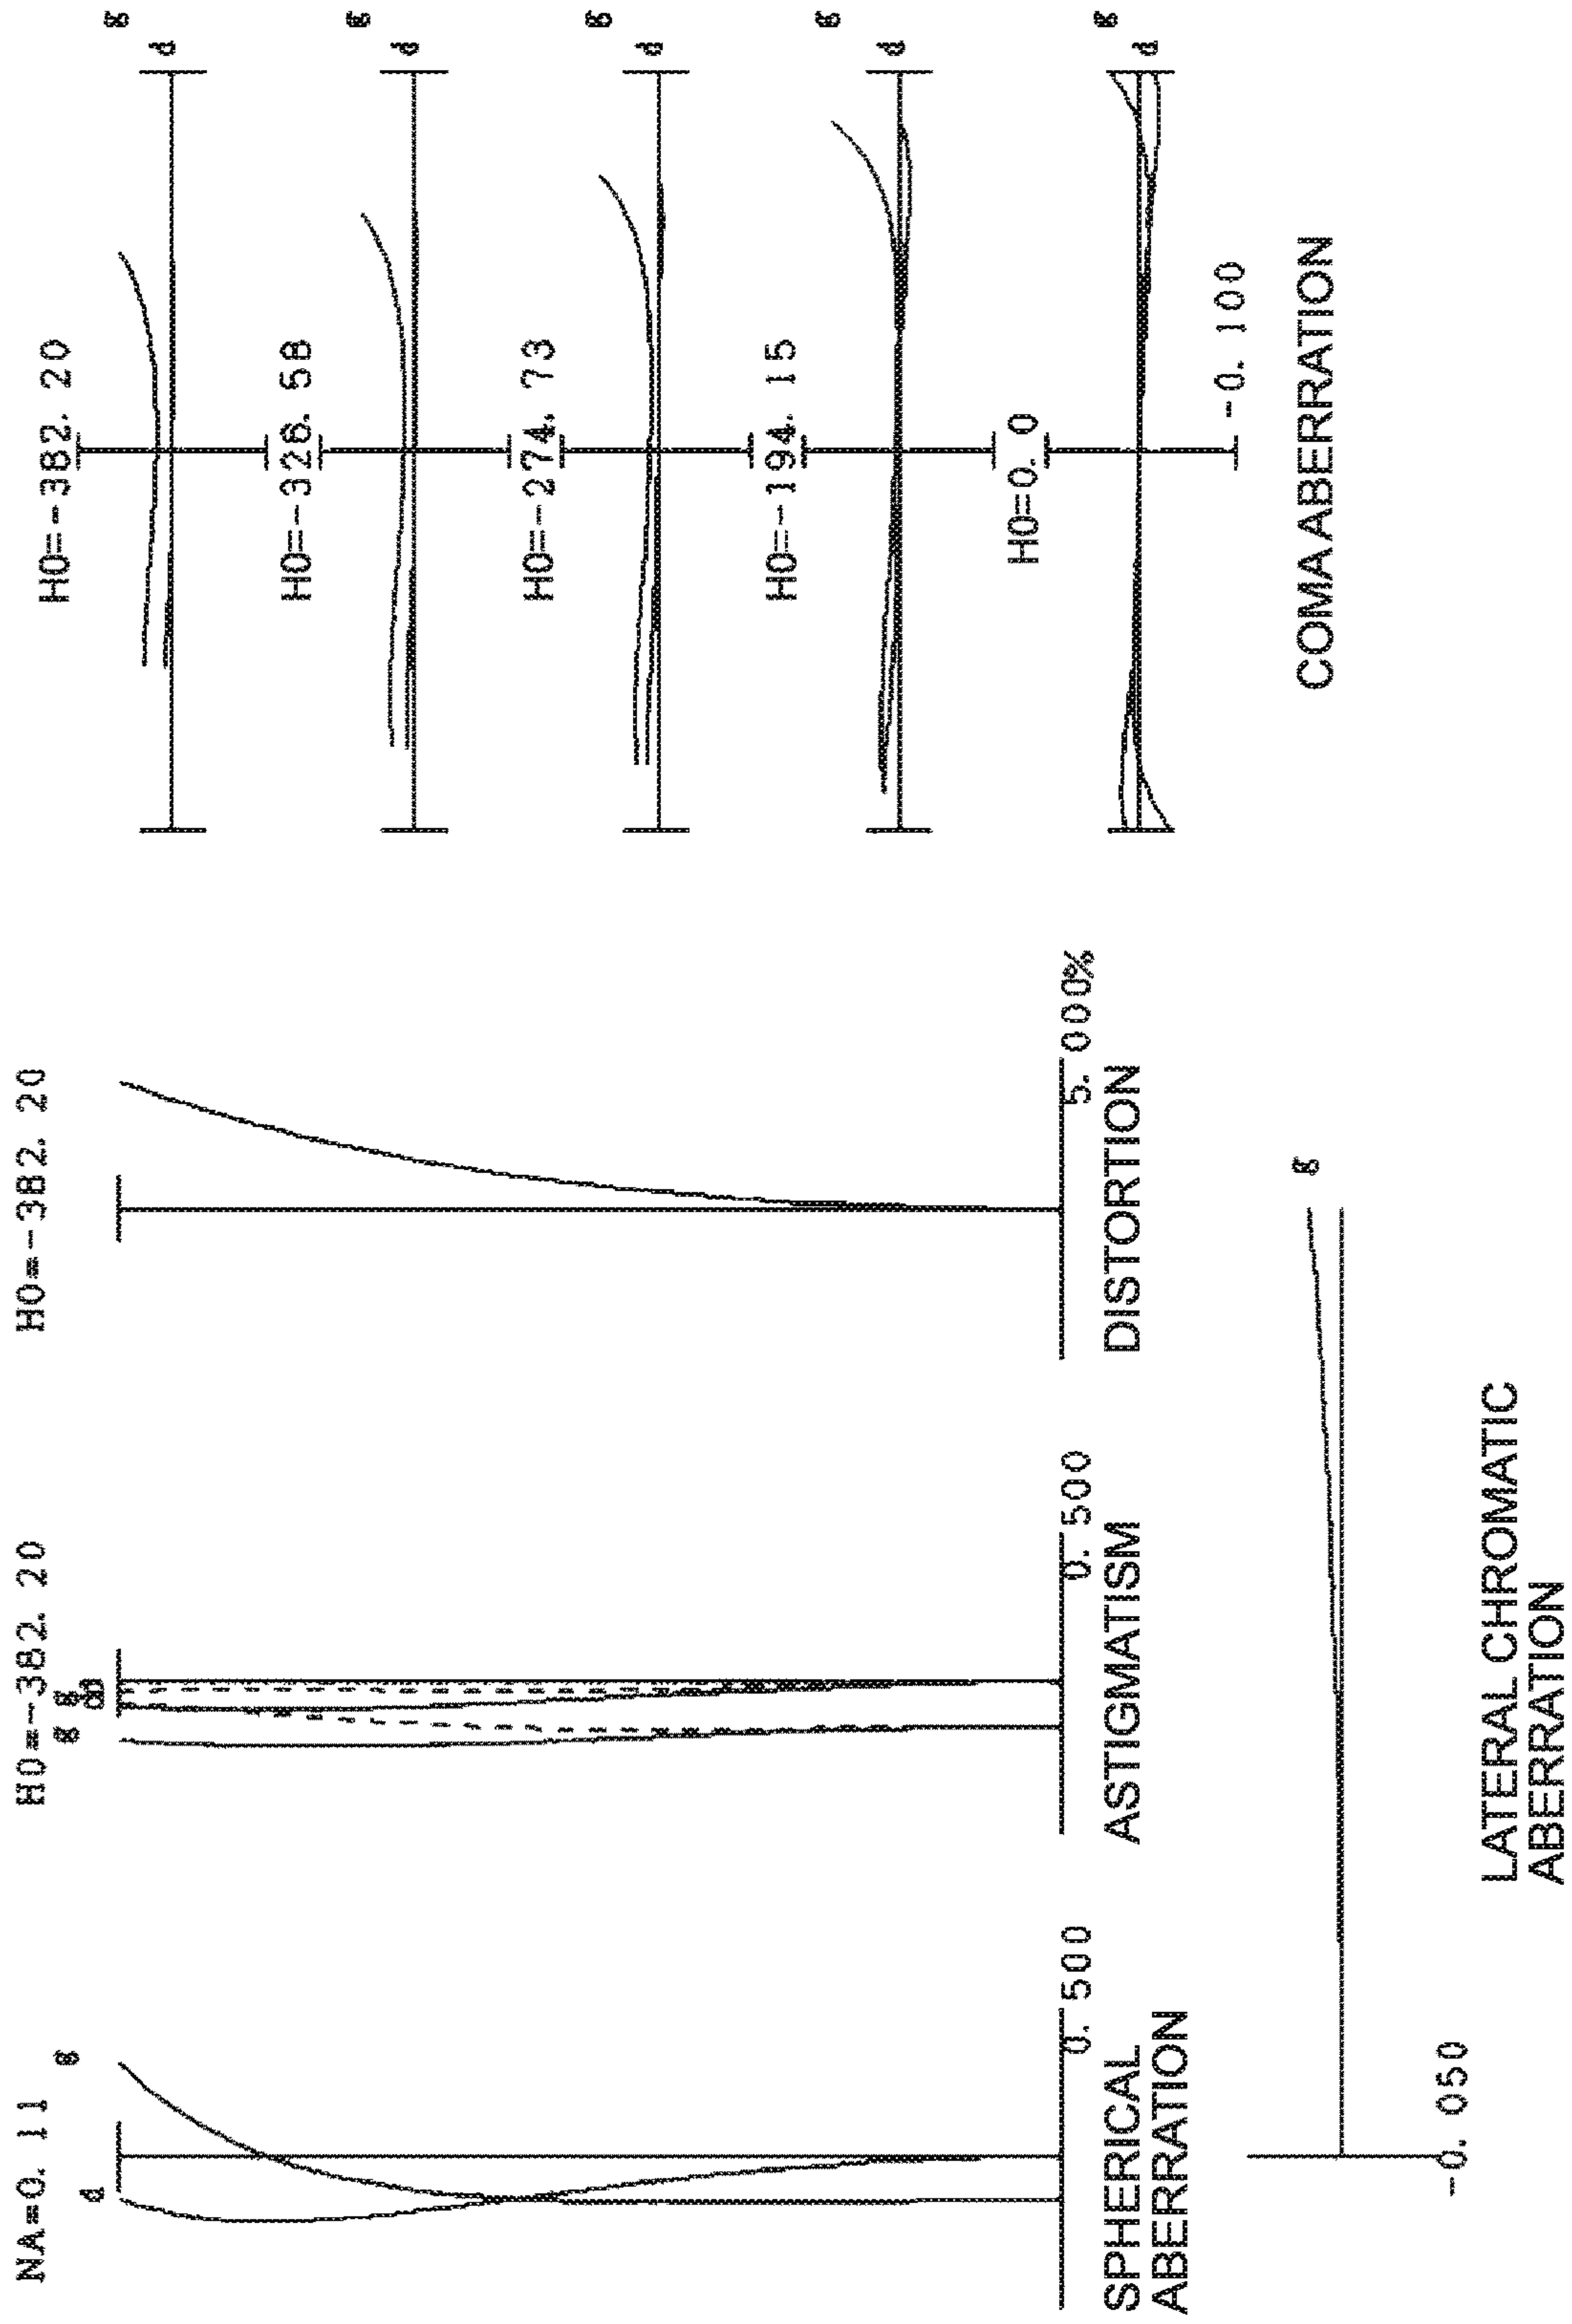 NA=0. 11
d
g
SPHERICAL
ABERRATION
0. 500
H0=-382. 20
g
g
d
d
ASTIGMATISM
0. 500
H0=-382. 20
DISTORTION
5. 000%
-0. 050
g
LATERAL CHROMATIC
ABERRATION
H0=-382. 20
g
d
H0=-326. 58
g
d
H0=-274. 73
g
d
H0=-194. 15
g
d
H0=0. 0
g
d
-0. 100
COMA ABERRATION